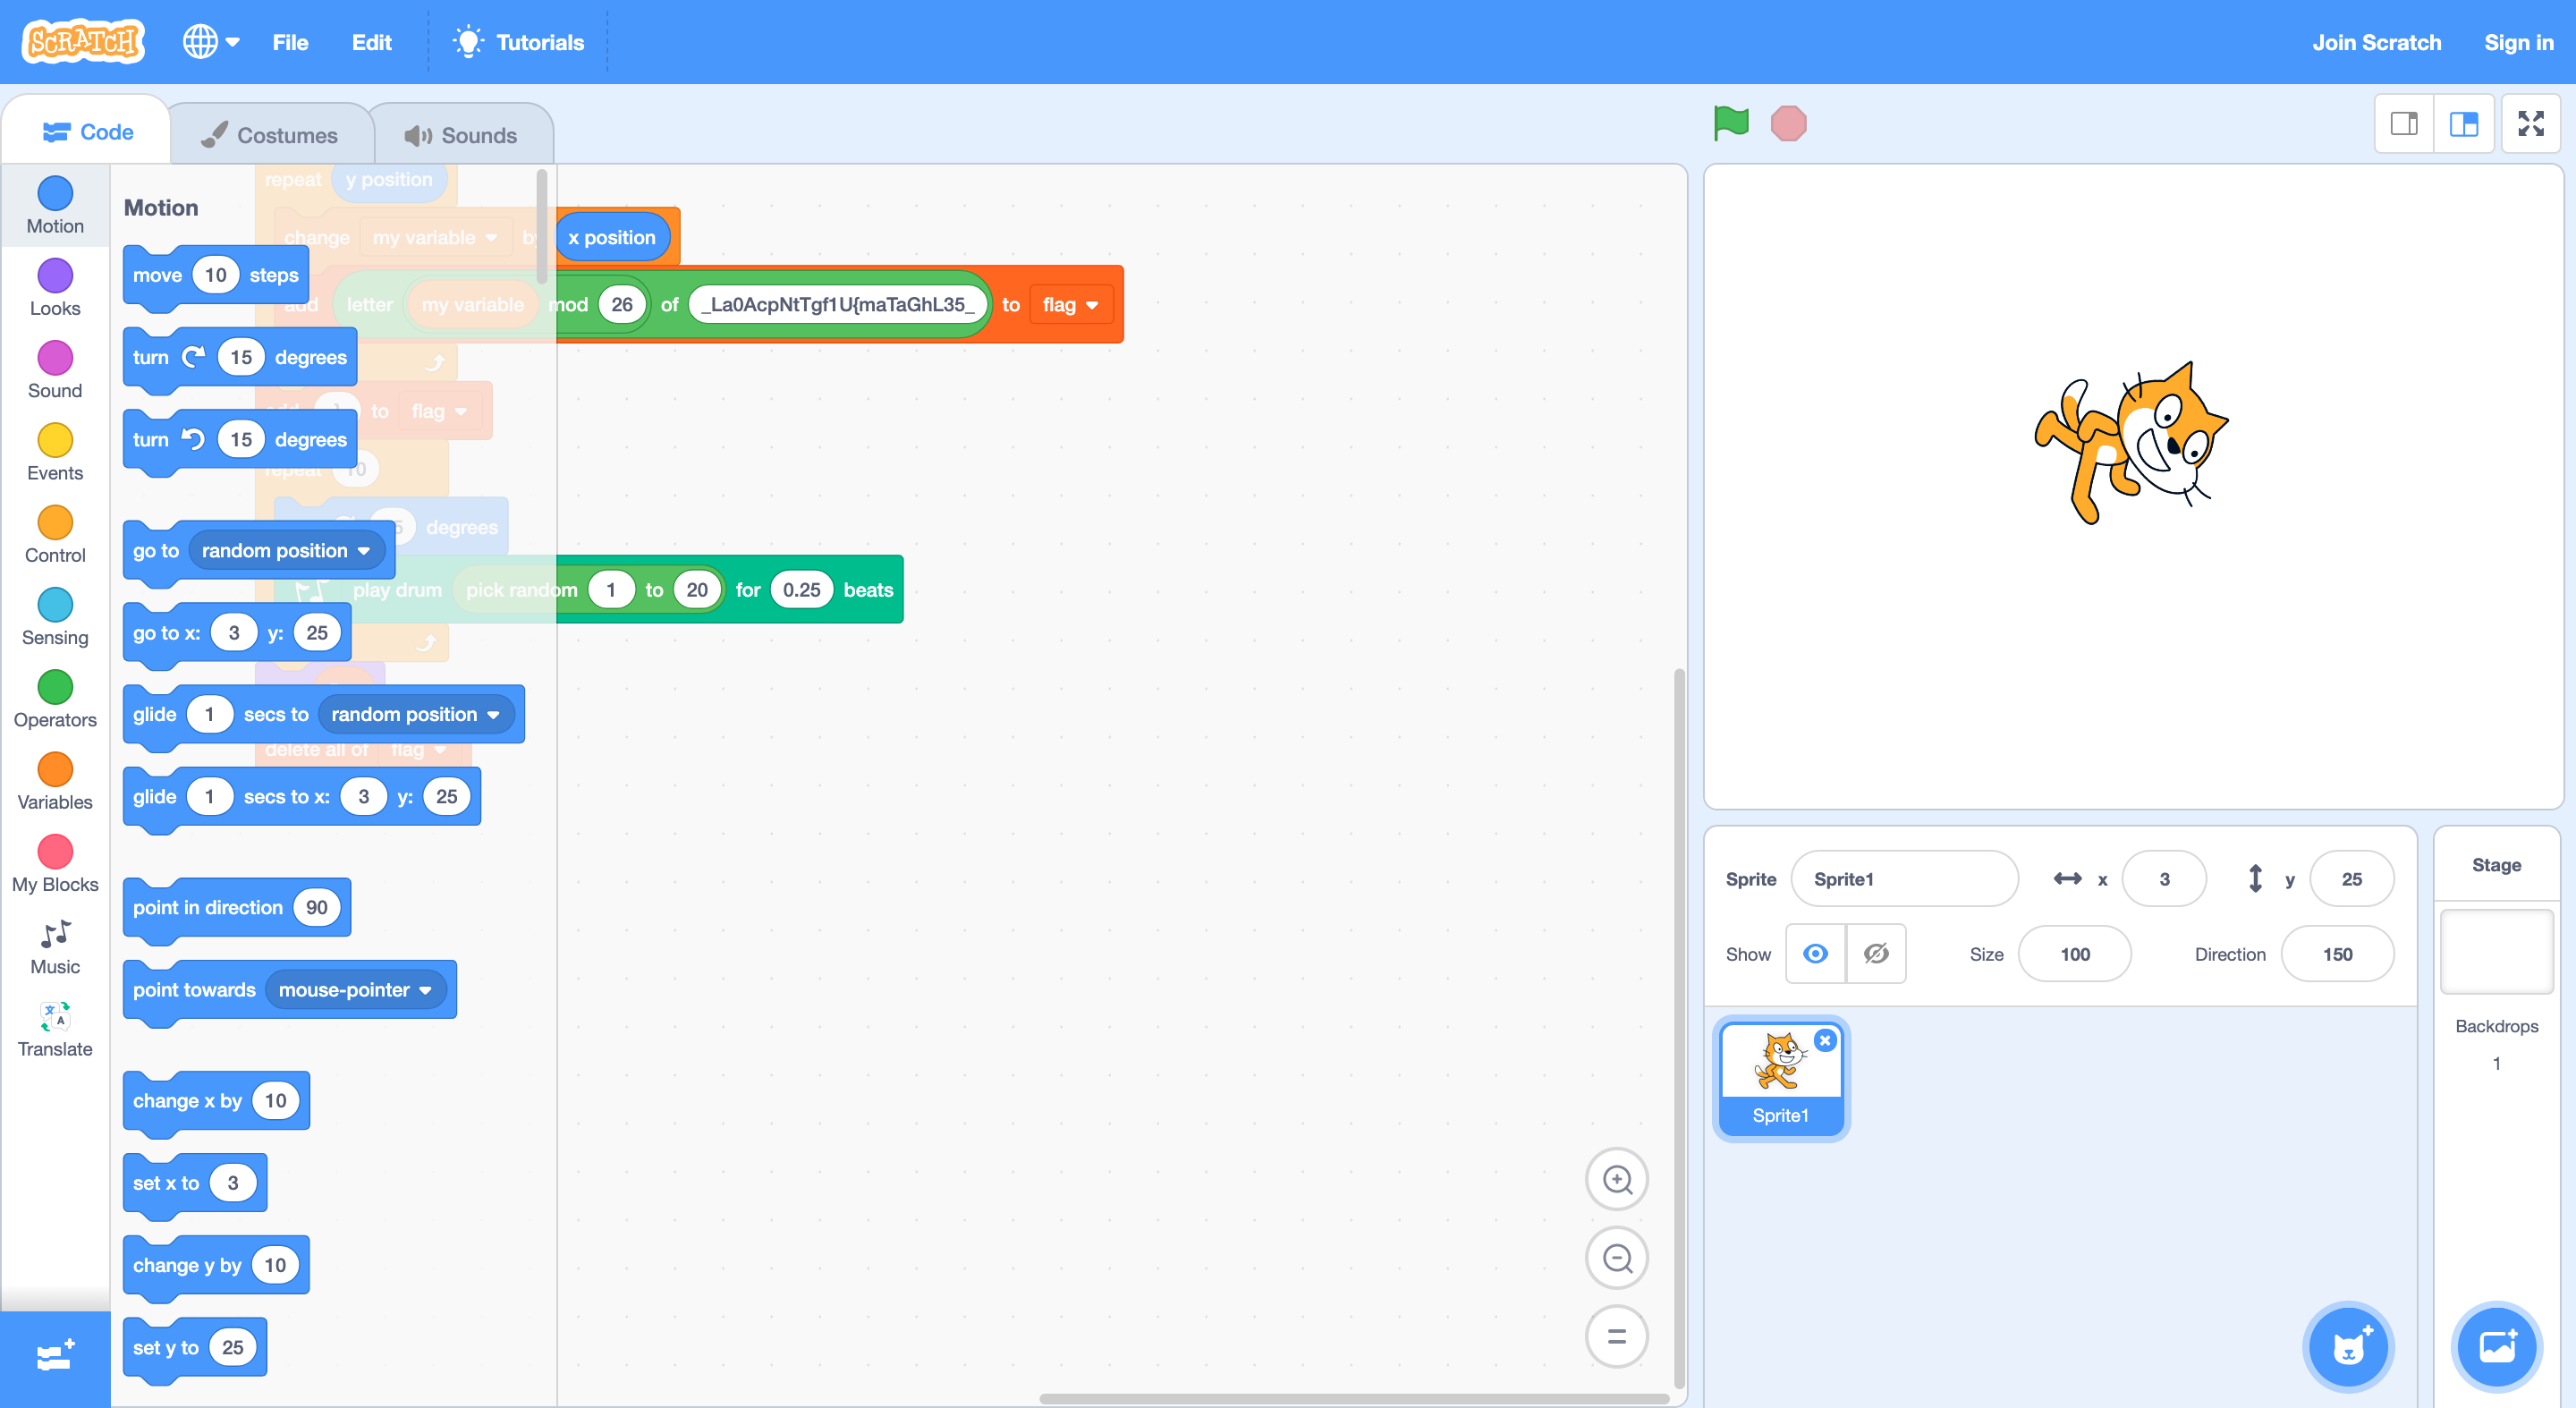 SCRATCH File Edit Tutorials Join Scratch Sign in
Code Costumes Sounds
Motion
Looks
Sound
Events
Control
Sensing
Operators
Variables
My Blocks
Music
Translate
Motion
move 10 steps
turn 15 degrees
turn 15 degrees
go to random position
go to x: 3 y: 25
glide 1 secs to random position
glide 1 secs to x: 3 y: 25
point in direction 90
point towards mouse-pointer
change x by 10
set x to 3
change y by 10
set y to 25
repeat y position
change my variable by x position
add letter my variable mod 26 of _La0AcpNtTgf1U{maTaGhL35_ to flag
to flag
repeat 10
degrees
play drum pick random 1 to 20 for 0.25 beats
delete all of flag
Sprite Sprite1 x 3 y 25
Show Size 100 Direction 150
Sprite1
Stage
Backdrops
1